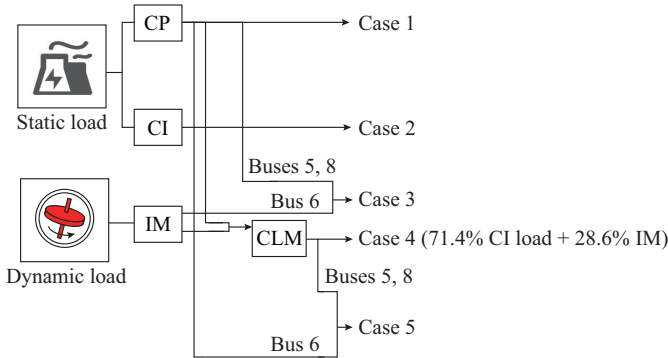 CP
Case 1
Static load
CI
Case 2
Buses 5, 8
Case 3
Bus 6
IM
CLM
Case 4 (71.4% CI load + 28.6% IM)
Dynamic load
Buses 5, 8
Case 5
Bus 6